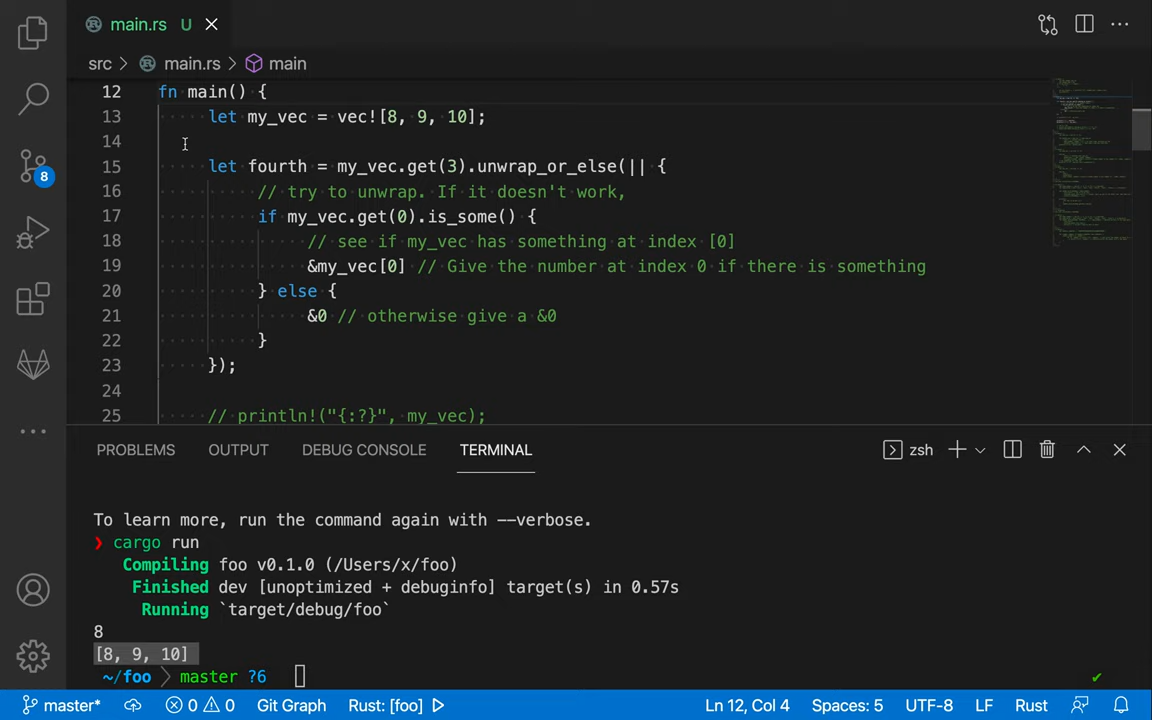 main.rs U
src > main.rs > main
12 fn main() {
13 let my_vec = vec![8, 9, 10];
14
15 let fourth = my_vec.get(3).unwrap_or_else(|| {
16 // try to unwrap. If it doesn't work,
17 if my_vec.get(0).is_some() {
18 // see if my_vec has something at index [0]
19 &my_vec[0] // Give the number at index 0 if there is something
20 } else {
21 &0 // otherwise give a &0
22 }
23 });
24
25 // println!("{:?}", my_vec);
8
PROBLEMS OUTPUT DEBUG CONSOLE TERMINAL zsh
To learn more, run the command again with --verbose.
❯ cargo run
Compiling foo v0.1.0 (/Users/x/foo)
Finished dev [unoptimized + debuginfo] target(s) in 0.57s
Running `target/debug/foo`
8
[8, 9, 10]
~/foo master ?6 ✔
master* 0 0 Git Graph Rust: [foo] Ln 12, Col 4 Spaces: 5 UTF-8 LF Rust